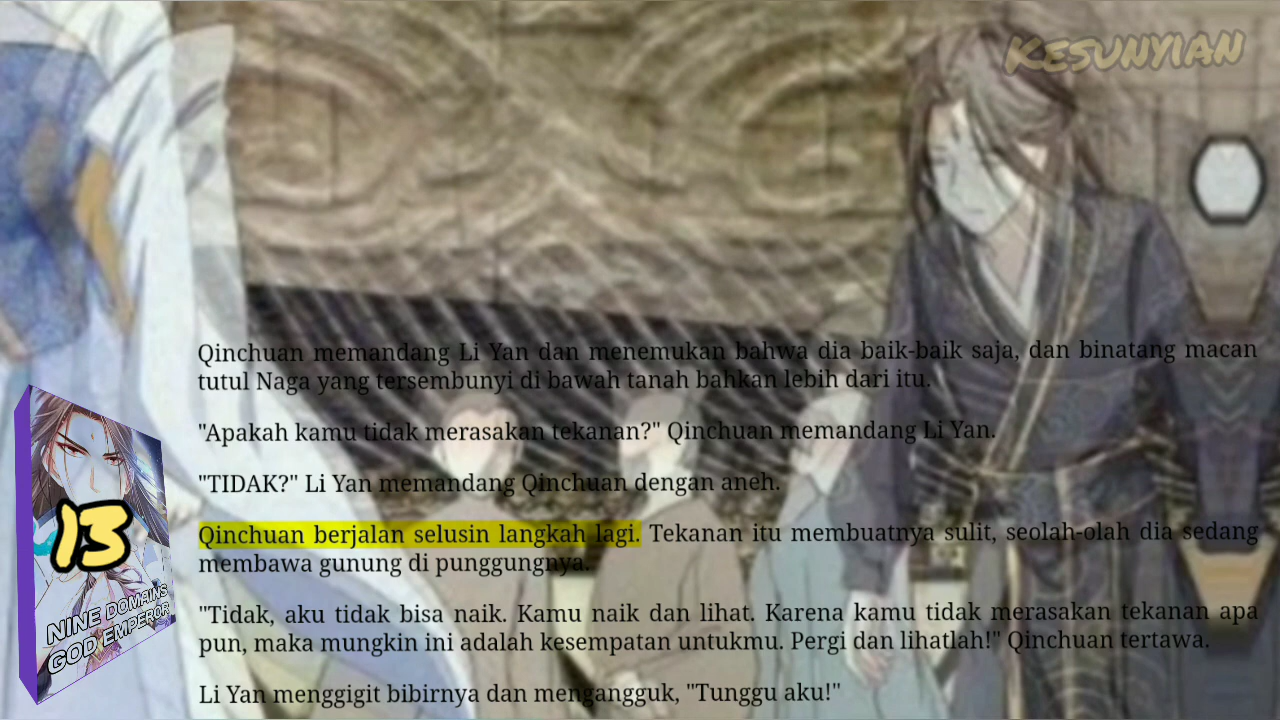 KESUNYIAN
Qinchuan memandang Li Yan dan menemukan bahwa dia baik-baik saja, dan binatang macan
tutul Naga yang tersembunyi di bawah tanah bahkan lebih dari itu.
"Apakah kamu tidak merasakan tekanan?" Qinchuan memandang Li Yan.
"TIDAK?" Li Yan memandang Qinchuan dengan aneh.
Qinchuan berjalan selusin langkah lagi. Tekanan itu membuatnya sulit, seolah-olah dia sedang
membawa gunung di punggungnya.
"Tidak, aku tidak bisa naik. Kamu naik dan lihat. Karena kamu tidak merasakan tekanan apa
pun, maka mungkin ini adalah kesempatan untukmu. Pergi dan lihatlah!" Qinchuan tertawa.
Li Yan menggigit bibirnya dan mengangguk, "Tunggu aku!"
13
NINE DOMAINS
GOD EMPEROR